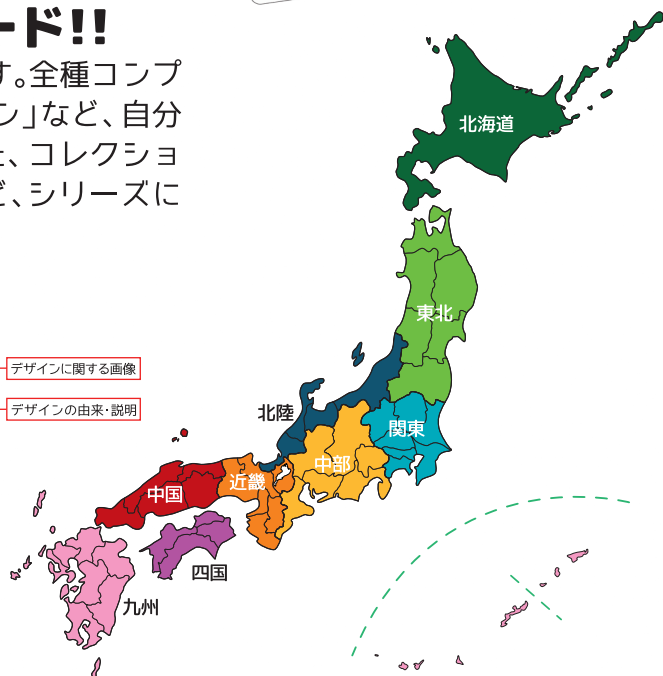 ード!!
す。全種コンプ
ン」など、自分
、コレクショ
、シリーズに
北海道
東北
デザインに関する画像
デザインの由来・説明
北陸
関東
中部
近畿
中国
四国
九州